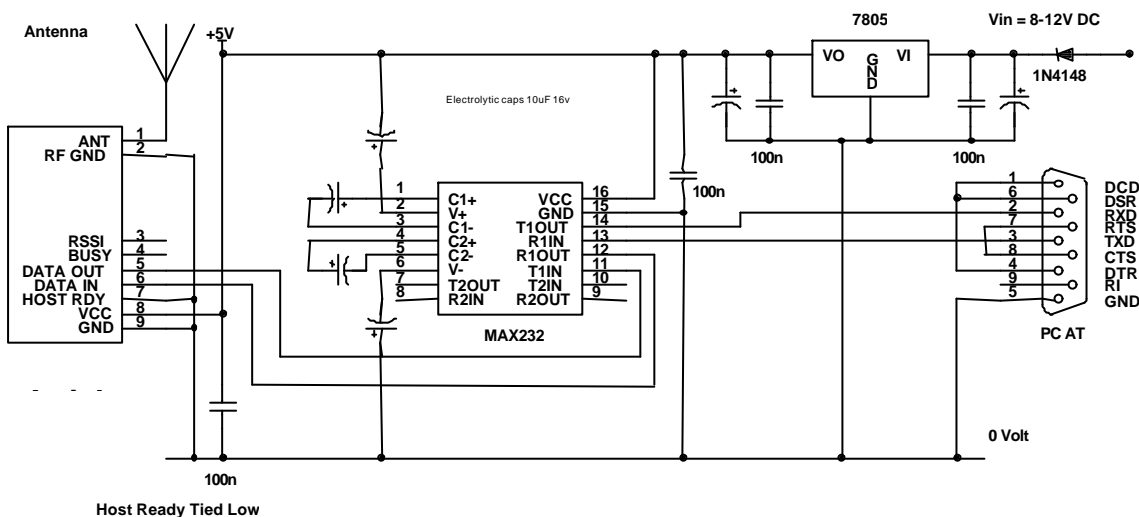 Antenna
+5V
7805
Vin = 8-12V DC
VO
GND
VI
1N4148
Electrolytic caps 10uF 16v
100n
100n
100n
ANT 1
RF GND 2
RSSI 3
BUSY 4
DATA OUT 5
DATA IN 6
HOST RDY 7
VCC 8
GND 9
1 C1+
2 V+
3 C1-
4 C2+
5 C2-
6 V-
7 T2OUT
8 R2IN
VCC 16
GND 15
T1OUT 14
R1IN 13
R1OUT 12
T1IN 11
T2IN 10
R2OUT 9
MAX232
1 DCD
6 DSR
2 RXD
7 RTS
3 TXD
8 CTS
4 DTR
9 RI
5 GND
PC AT
0 Volt
100n
Host Ready Tied Low